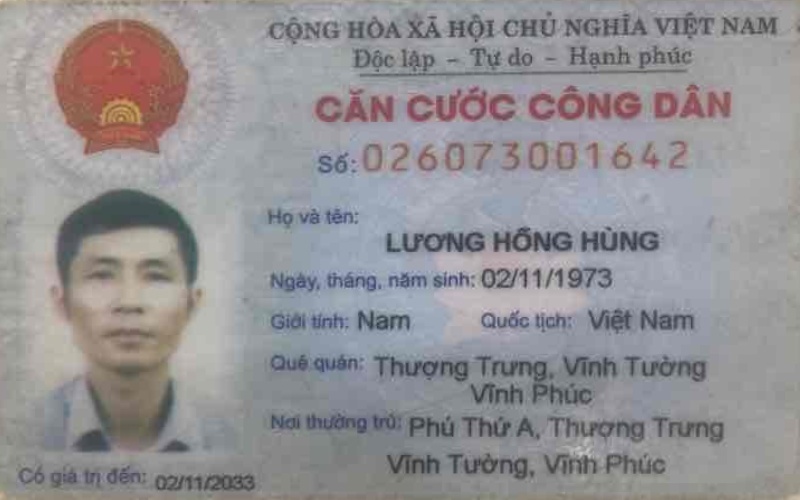 CỘNG HÒA XÃ HỘI CHỦ NGHĨA VIỆT NAM
Độc lập - Tự do - Hạnh phúc
CĂN CƯỚC CÔNG DÂN
Số: 026073001642
Họ và tên:
LƯƠNG HỒNG HÙNG
Ngày, tháng, năm sinh: 02/11/1973
Giới tính: Nam Quốc tịch: Việt Nam
Quê quán: Thượng Trưng, Vĩnh Tường
Vĩnh Phúc
Nơi thường trú: Phú Thứ A, Thượng Trưng
Vĩnh Tường, Vĩnh Phúc
Có giá trị đến: 02/11/2033